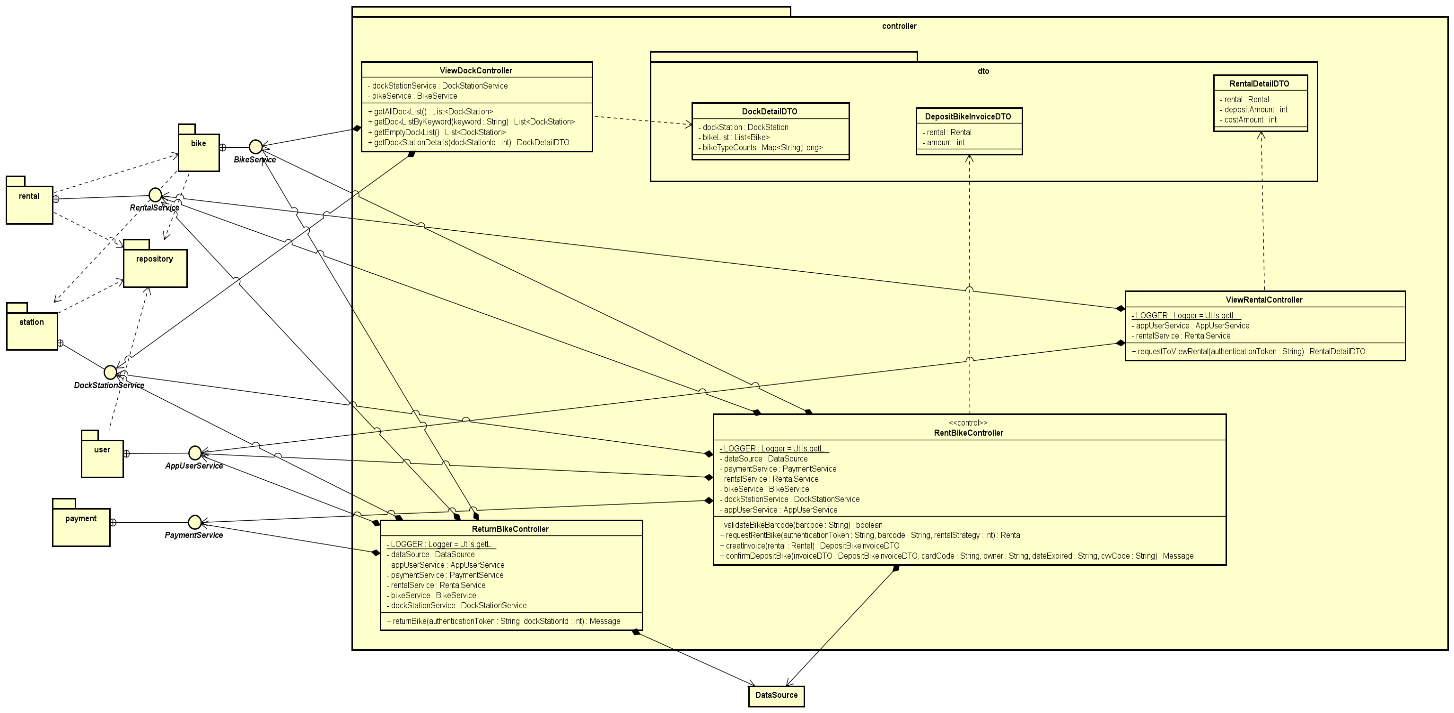 controller
ViewDockController
- dockStationService : DockStationService
- bikeService : BikeService
+ getAllDockList() : List<DockStation>
+ getDockListByKeyword(keyword : String) : List<DockStation>
+ getEmptyDockList() : List<DockStation>
+ getDockStationDetails(dockStationId : int) : DockDetailDTO
dto
DockDetailDTO
- dockStation : DockStation
- bikeList : List<Bike>
- bikeTypeCounts : Map<String,Long>
DepositBikeInvoiceDTO
- rental : Rental
- amount : int
RentalDetailDTO
- rental : Rental
- depositAmount : int
- costAmount : int
bike
BikeService
rental
RentalService
repository
station
DockStationService
user
AppUserService
payment
PaymentService
ViewRentalController
- LOGGER : Logger = Utils.getL...
- appUserService : AppUserService
- rentalService : RentalService
+ requestToViewRental(authenticationToken : String) : RentalDetailDTO
<<control>>
RentBikeController
- LOGGER : Logger = Utils.getL...
- dataSource : DataSource
- paymentService : PaymentService
- rentalService : RentalService
- bikeService : BikeService
- dockStationService : DockStationService
- appUserService : AppUserService
- validateBikeBarcode(barcode : String) : boolean
+ requestRentBike(authenticationToken : String, barcode : String, rentalStrategy : int) : Rental
+ creatInvoice(rental : Rental) : DepositBikeInvoiceDTO
+ confirmDepositBike(invoiceDTO : DepositBikeInvoiceDTO, cardCode : String, owner : String, dateExpired : String, cvvCode : String) : Message
ReturnBikeController
- LOGGER : Logger = Utils.getL...
- dataSource : DataSource
- appUserService : AppUserService
- paymentService : PaymentService
- rentalService : RentalService
- bikeService : BikeService
- dockStationService : DockStationService
+ returnBike(authenticationToken : String, dockStationId : int) : Message
DataSource